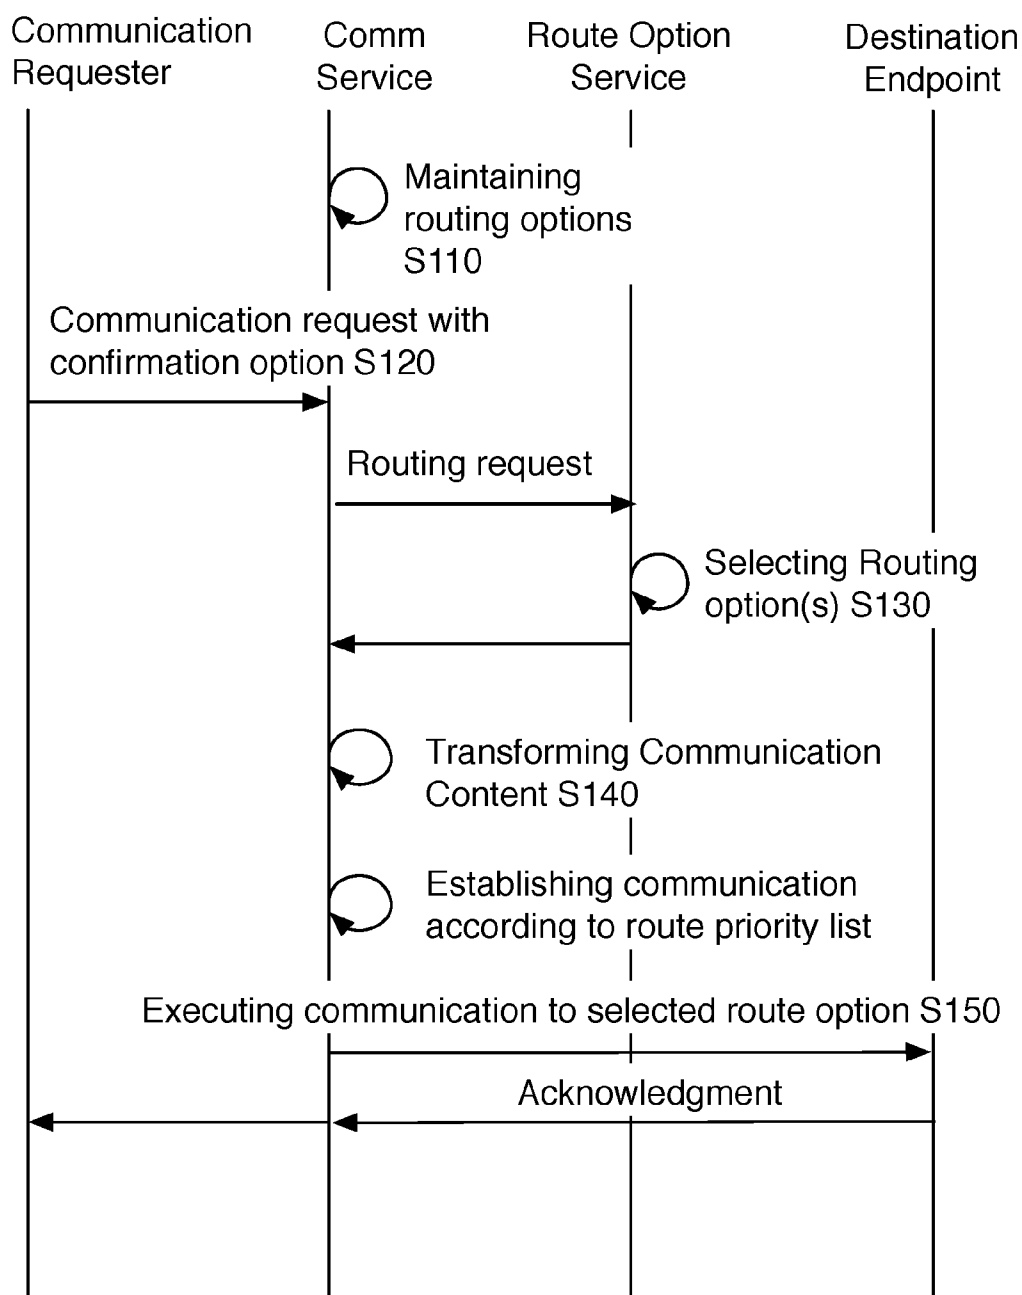 Communication
Requester
Comm
Service
Route Option
Service
Destination
Endpoint
Maintaining
routing options
S110
Communication request with
confirmation option S120
Routing request
Selecting Routing
option(s) S130
Transforming Communication
Content S140
Establishing communication
according to route priority list
Executing communication to selected route option S150
Acknowledgment